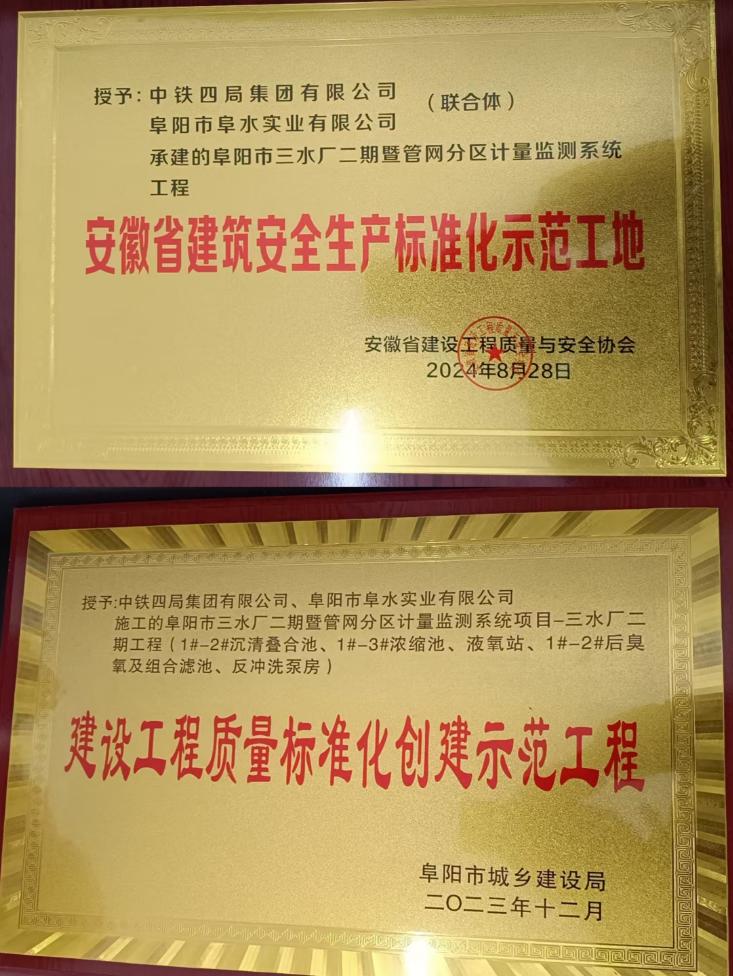 授予：中铁四局集团有限公司
（联合体）
阜阳市阜水实业有限公司
承建的阜阳市三水厂二期暨管网分区计量监测系统
工程
安徽省建筑安全生产标准化示范工地
安徽省建设工程质量与安全协会
2024年8月28日
授予:中铁四局集团有限公司、阜阳市阜水实业有限公司
施工的阜阳市三水厂二期暨管网分区计量监测系统项目-三水厂二
期工程（1#-2#沉清叠合池、1#-3#浓缩池、液氧站、1#-2#后臭
氧及组合滤池、反冲洗泵房）
建设工程质量标准化创建示范工程
阜阳市城乡建设局
二〇二三年十二月